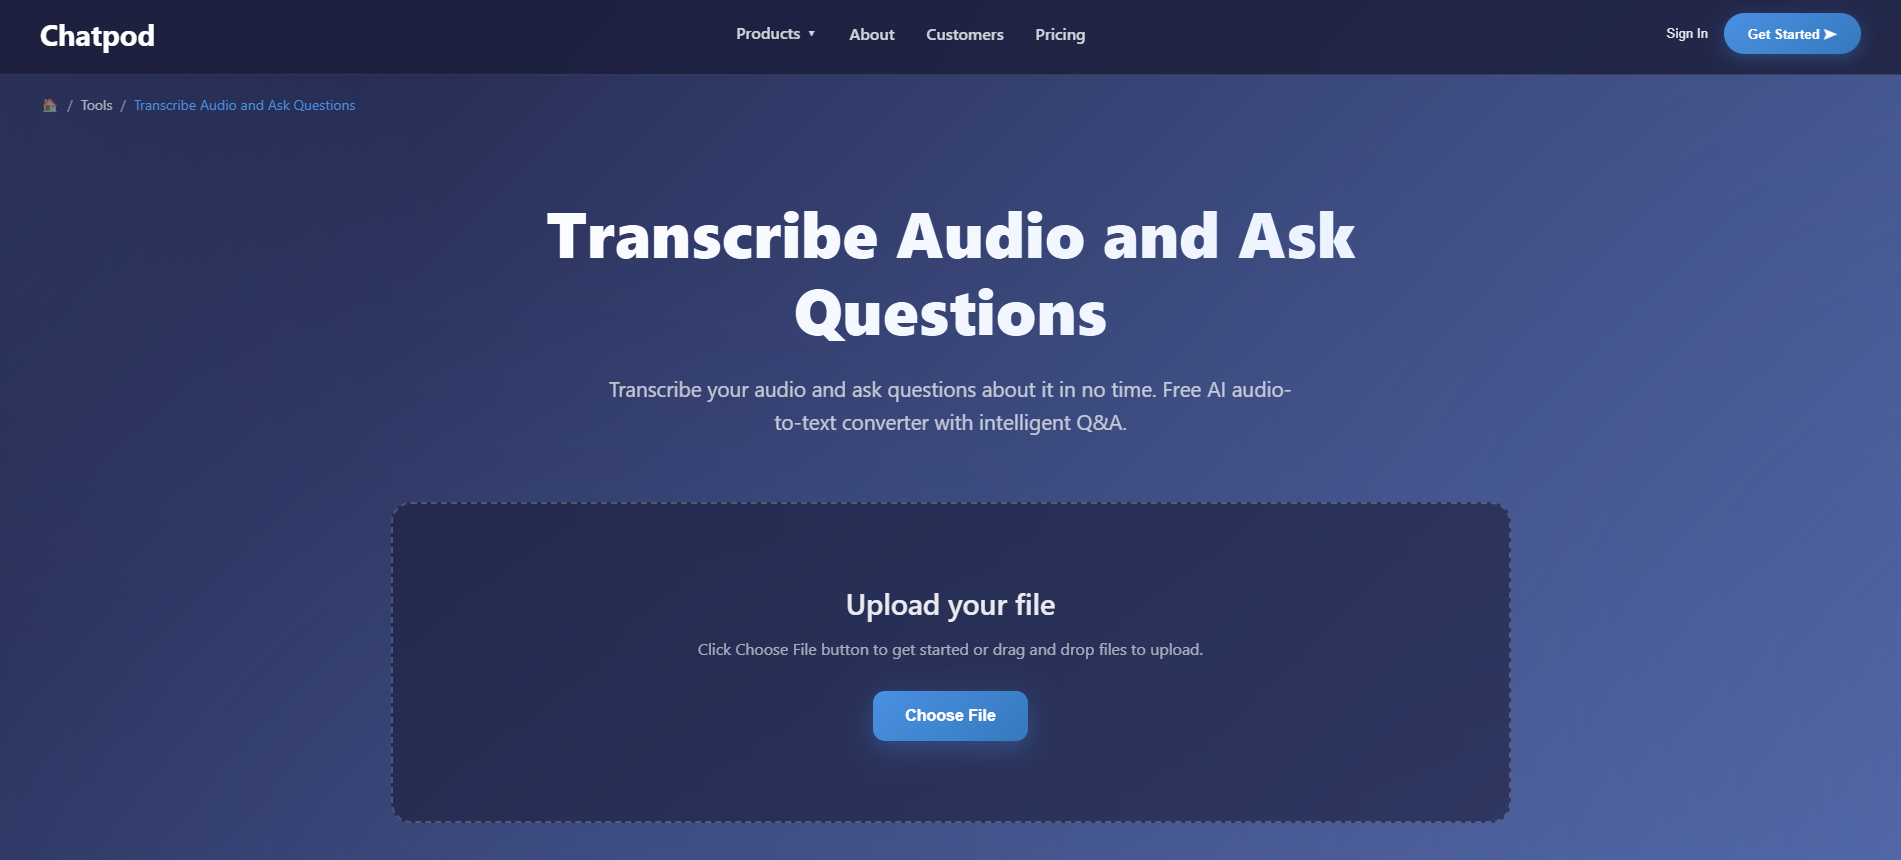 Chatpod
Products ▼
About
Customers
Pricing
Sign In
Get Started ➤
/ Tools / Transcribe Audio and Ask Questions
Transcribe Audio and Ask
Questions
Transcribe your audio and ask questions about it in no time. Free AI audio-
to-text converter with intelligent Q&A.
Upload your file
Click Choose File button to get started or drag and drop files to upload.
Choose File